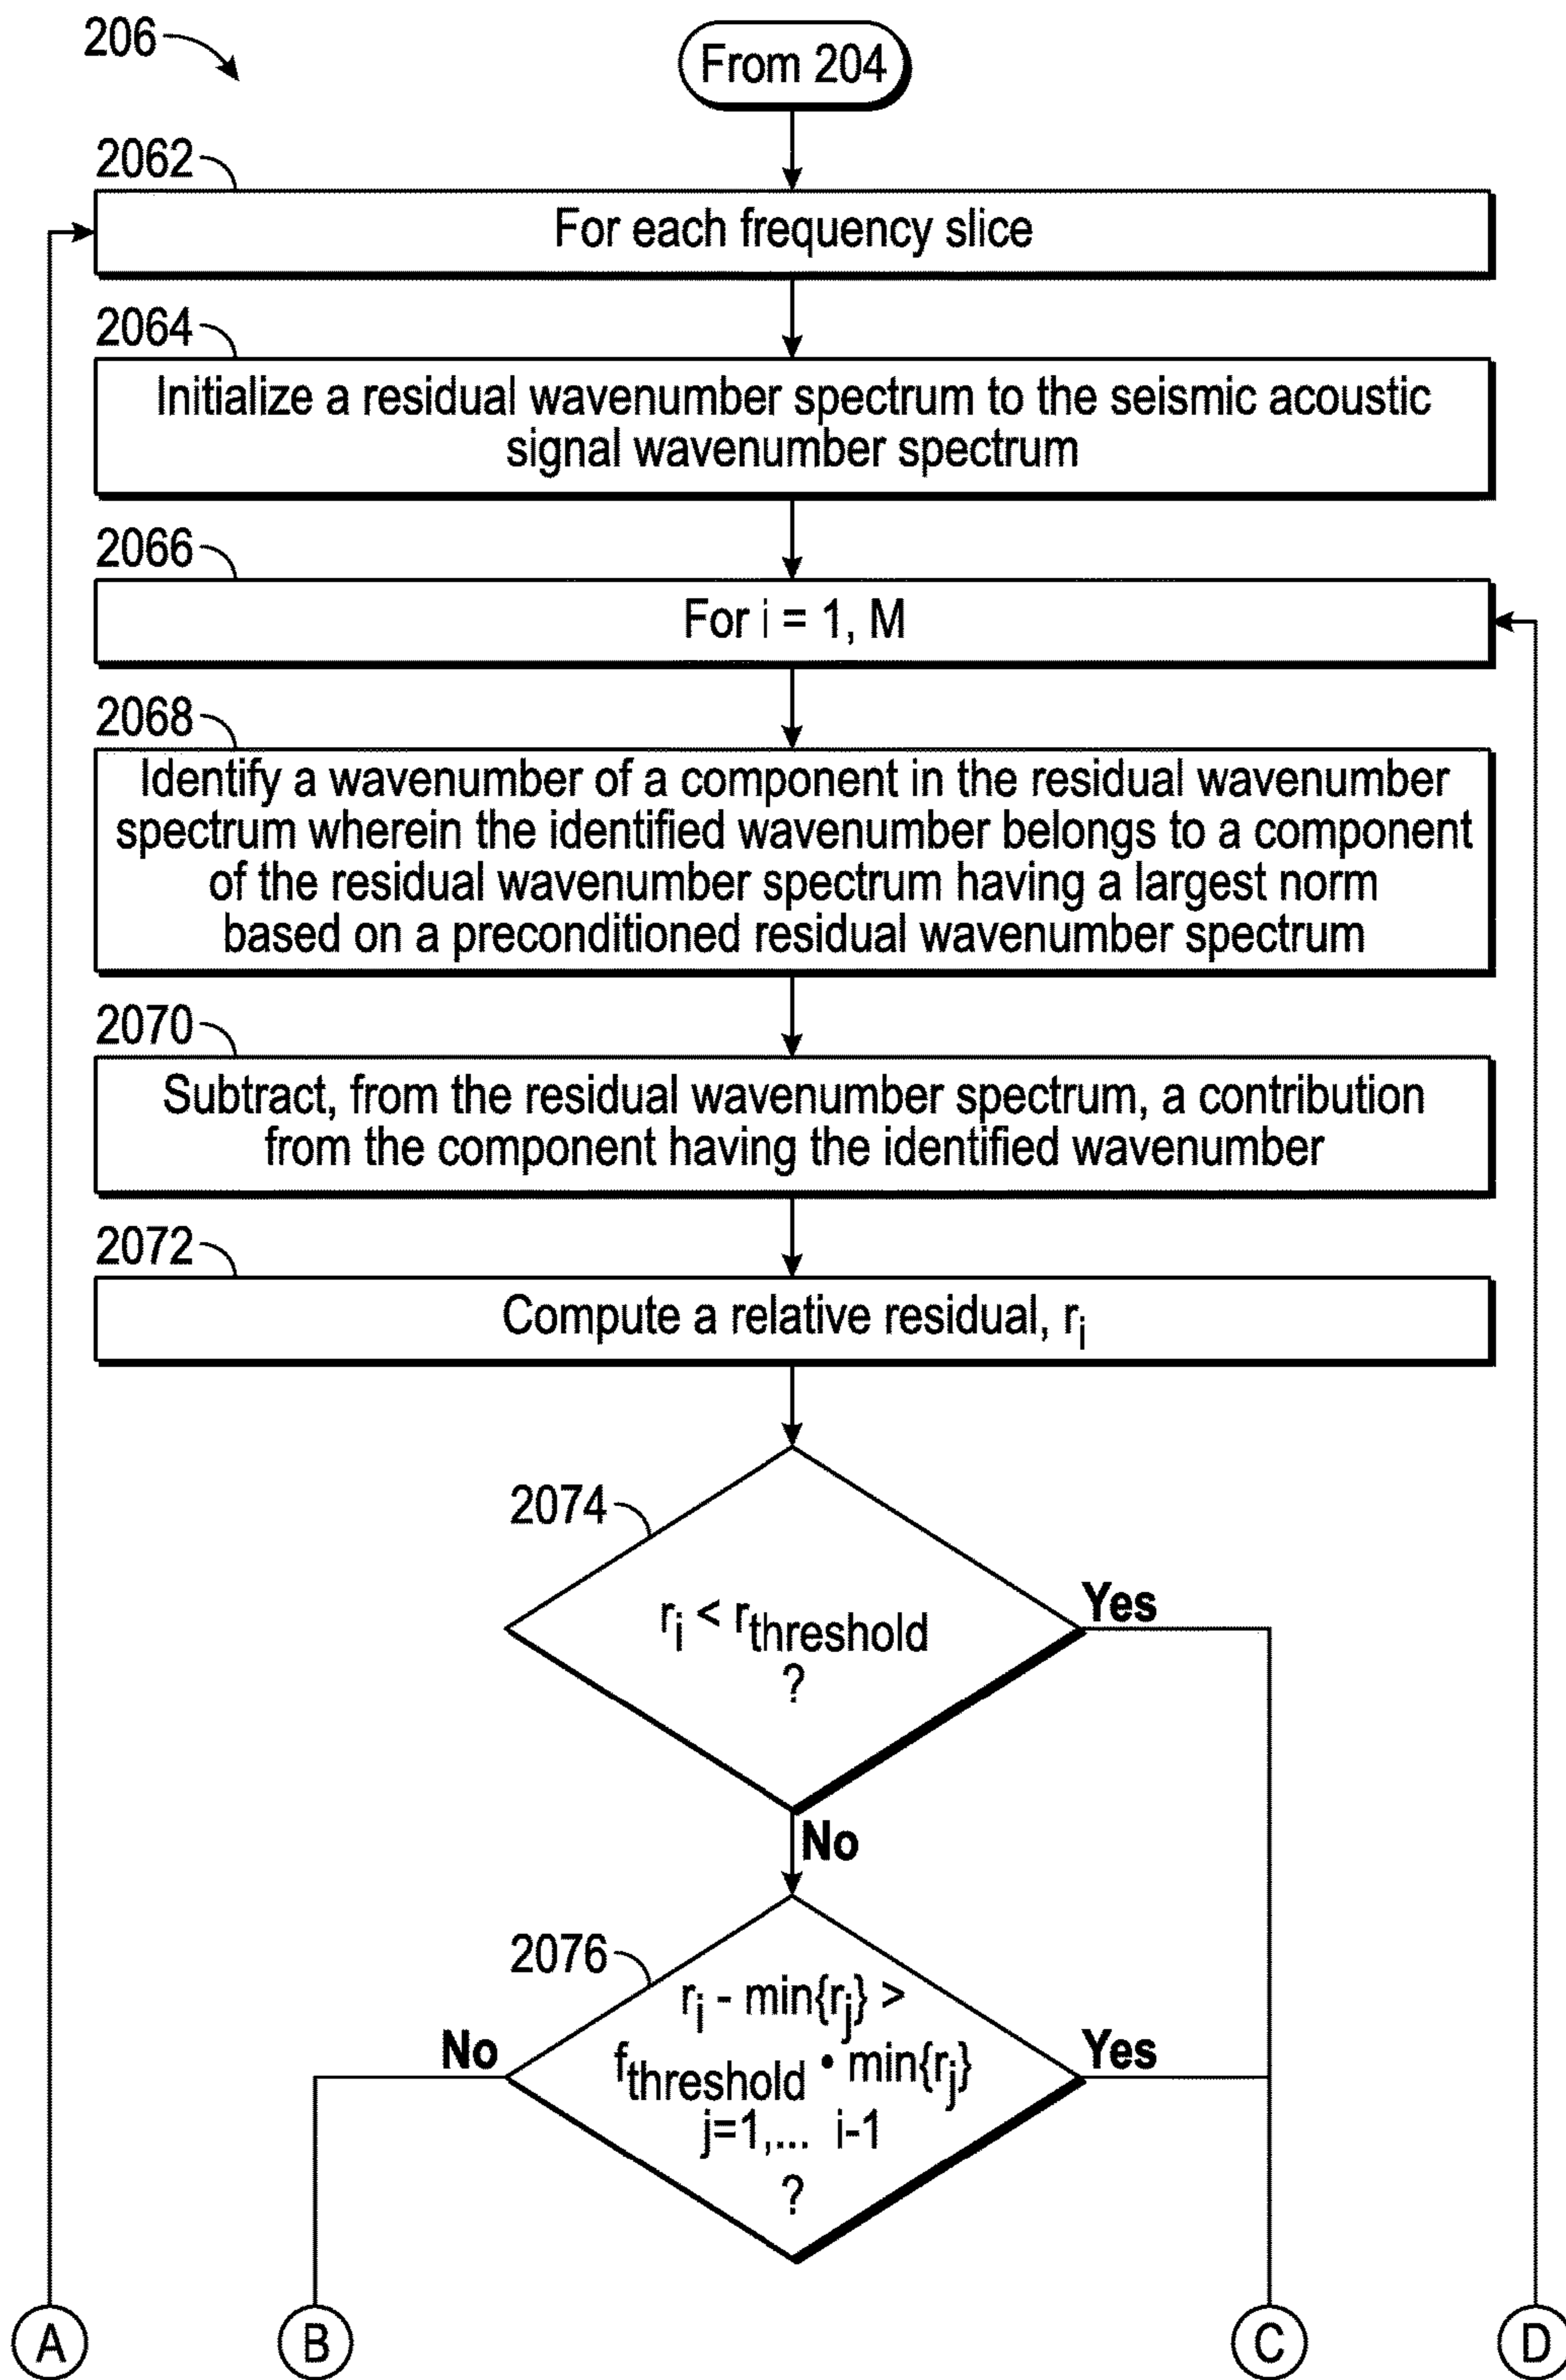 206
From 204
2062
For each frequency slice
2064
Initialize a residual wavenumber spectrum to the seismic acoustic
signal wavenumber spectrum
2066
For i = 1, M
2068
Identify a wavenumber of a component in the residual wavenumber
spectrum wherein the identified wavenumber belongs to a component
of the residual wavenumber spectrum having a largest norm
based on a preconditioned residual wavenumber spectrum
2070
Subtract, from the residual wavenumber spectrum, a contribution
from the component having the identified wavenumber
2072
Compute a relative residual, ri
2074
ri < rthreshold
?
Yes
No
2076
ri - min{rj} >
fthreshold • min{rj}
j=1,... i-1
?
No
Yes
A
B
C
D